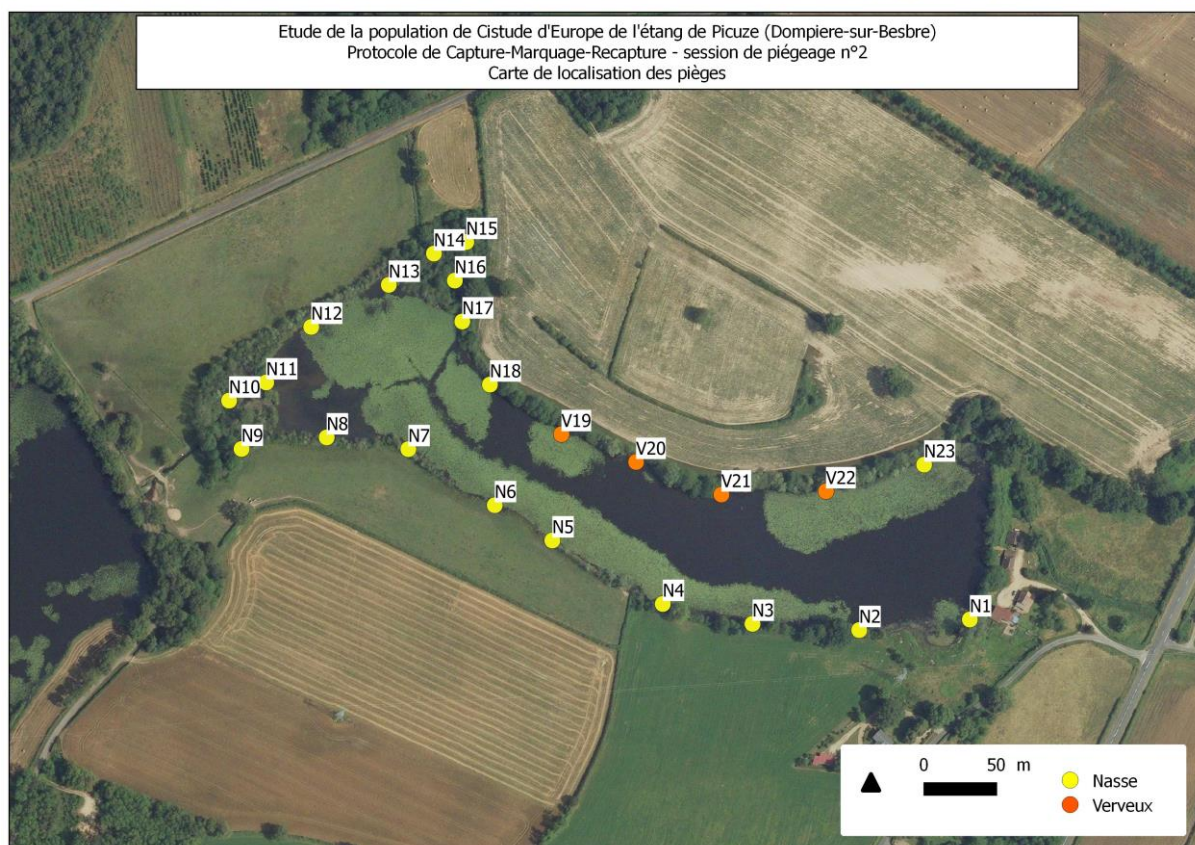 Etude de la population de Cistude d'Europe de l'étang de Picuze (Dompiere-sur-Besbre)
Protocole de Capture-Marquage-Recapture - session de piégeage n°2
Carte de localisation des pièges
N15
N14
N16
N13
N17
N12
N18
N11
N10
V19
N8
N9
N7
V20
N23
V21
V22
N6
N5
N4
N3
N2
N1
0 50 m
Nasse
Verveux